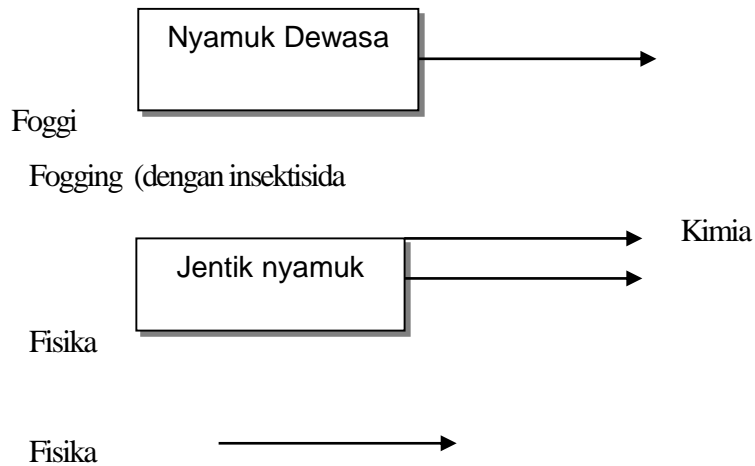 Nyamuk Dewasa
Foggi
Fogging (dengan insektisida
Kimia
Jentik nyamuk
Fisika
Fisika